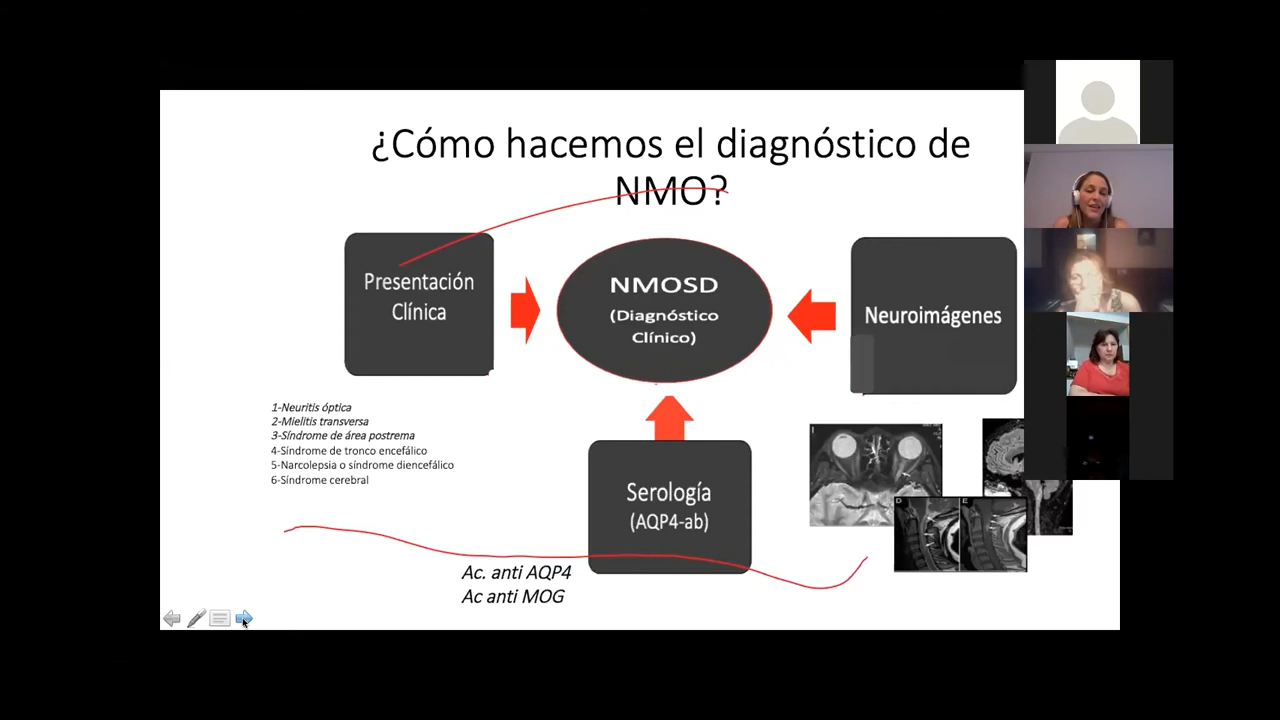 ¿Cómo hacemos el diagnóstico de
NMO?
Presentación
Clínica
NMOSD
(Diagnóstico
Clínico)
Neuroimágenes
1-Neuritis óptica
2-Mielitis transversa
3-Síndrome de área postrema
4-Síndrome de tronco encefálico
5-Narcolepsia o síndrome diencefálico
6-Síndrome cerebral
Serología
(AQP4-ab)
D
E
Ac. anti AQP4
Ac anti MOG